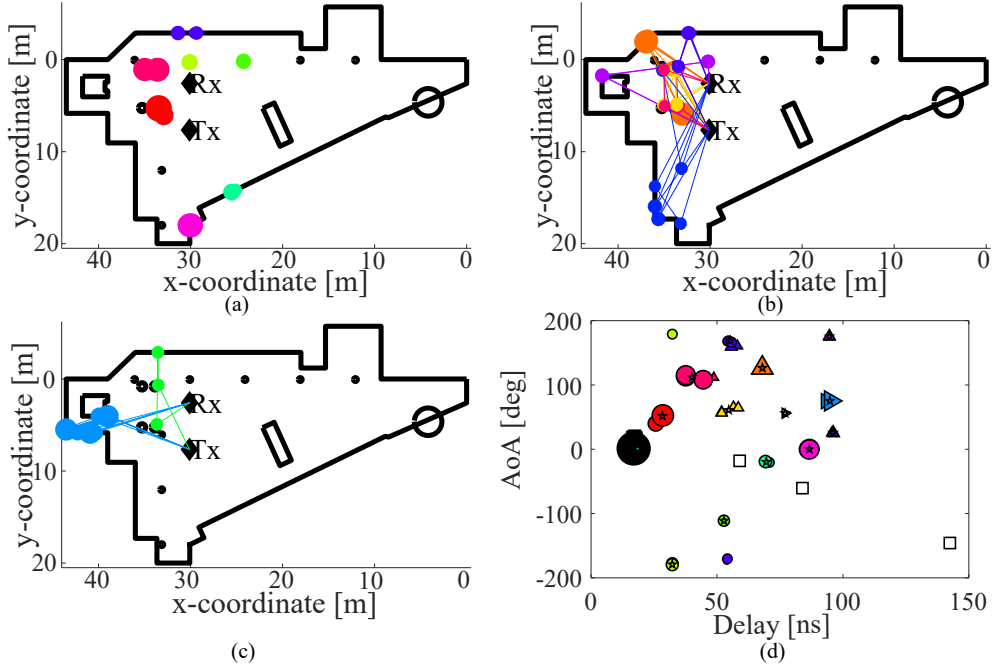 y-coordinate [m]
0
10
20
Rx
Tx
40
30
20
10
0
x-coordinate [m]
(a)
y-coordinate [m]
0
10
20
Rx
Tx
40
30
20
10
0
x-coordinate [m]
(b)
y-coordinate [m]
0
10
20
Rx
Tx
40
30
20
10
0
x-coordinate [m]
(c)
AoA [deg]
200
100
0
-100
-200
0
50
100
150
Delay [ns]
(d)